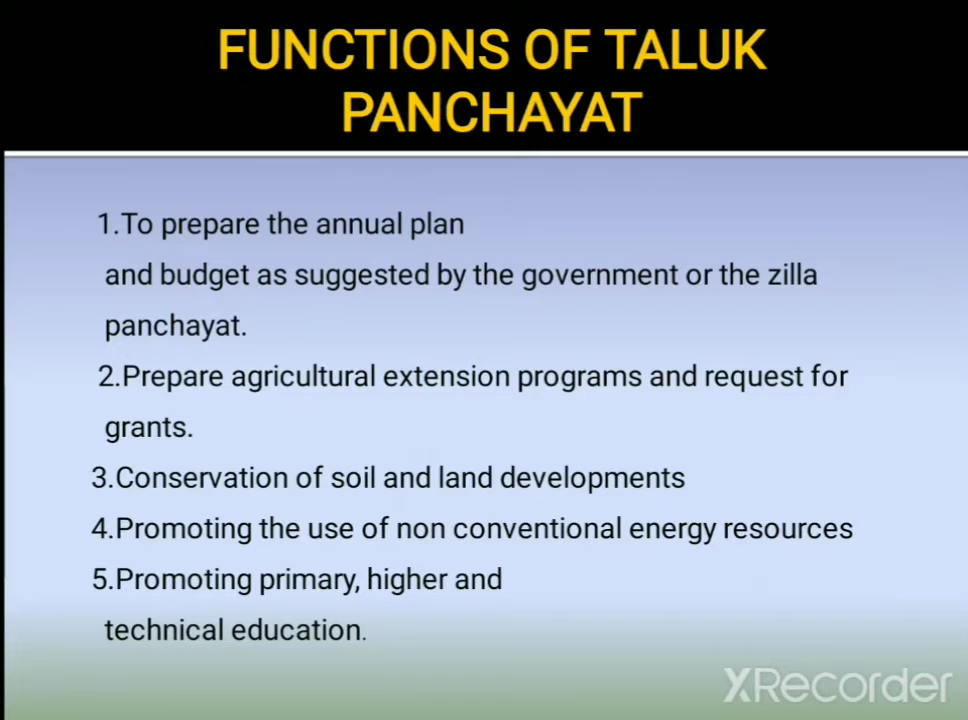 FUNCTIONS OF TALUK
PANCHAYAT
1.To prepare the annual plan
and budget as suggested by the government or the zilla
panchayat.
2.Prepare agricultural extension programs and request for
grants.
3.Conservation of soil and land developments
4.Promoting the use of non conventional energy resources
5.Promoting primary, higher and
technical education.
XRecorder